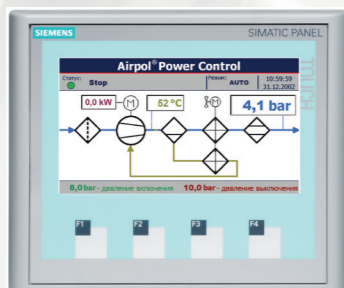 SIEMENS SIMATIC PANEL
TOUCH
Airpol® Power Control
Статус: Stop Режим: AUTO 10:59:59
31.12.2002
0,0 kW M 52 °C M 4,1 bar
8,0 bar - давление включения 10,0 bar - давление выключения
F1 F2 F3 F4